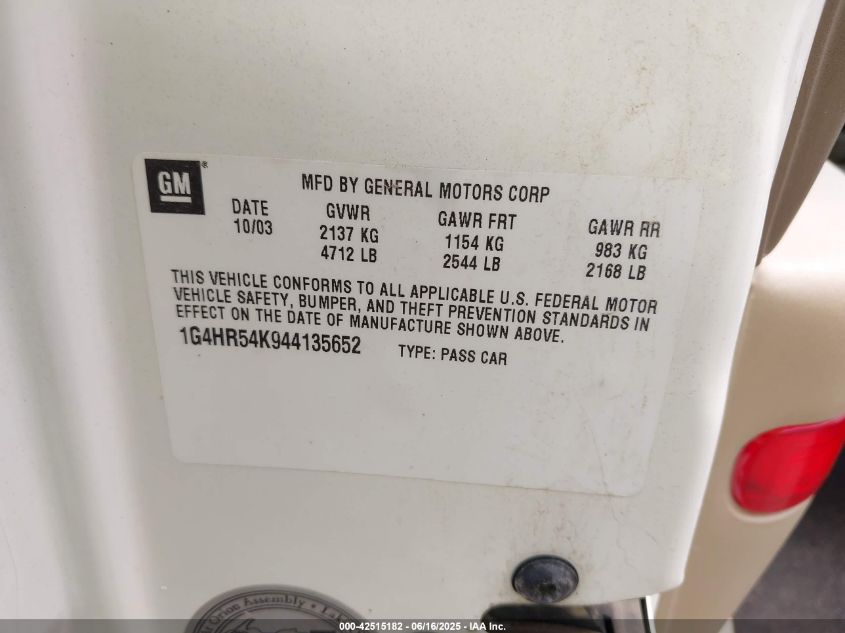 GM ®
MFD BY GENERAL MOTORS CORP
DATE GVWR GAWR FRT GAWR RR
10/03 2137 KG 1154 KG 983 KG
4712 LB 2544 LB 2168 LB
THIS VEHICLE CONFORMS TO ALL APPLICABLE U.S. FEDERAL MOTOR
VEHICLE SAFETY, BUMPER, AND THEFT PREVENTION STANDARDS IN
EFFECT ON THE DATE OF MANUFACTURE SHOWN ABOVE.
1G4HR54K944135652 TYPE: PASS CAR
Orion Assembly •
000-42515182 - 06/16/2025 - IAA Inc.